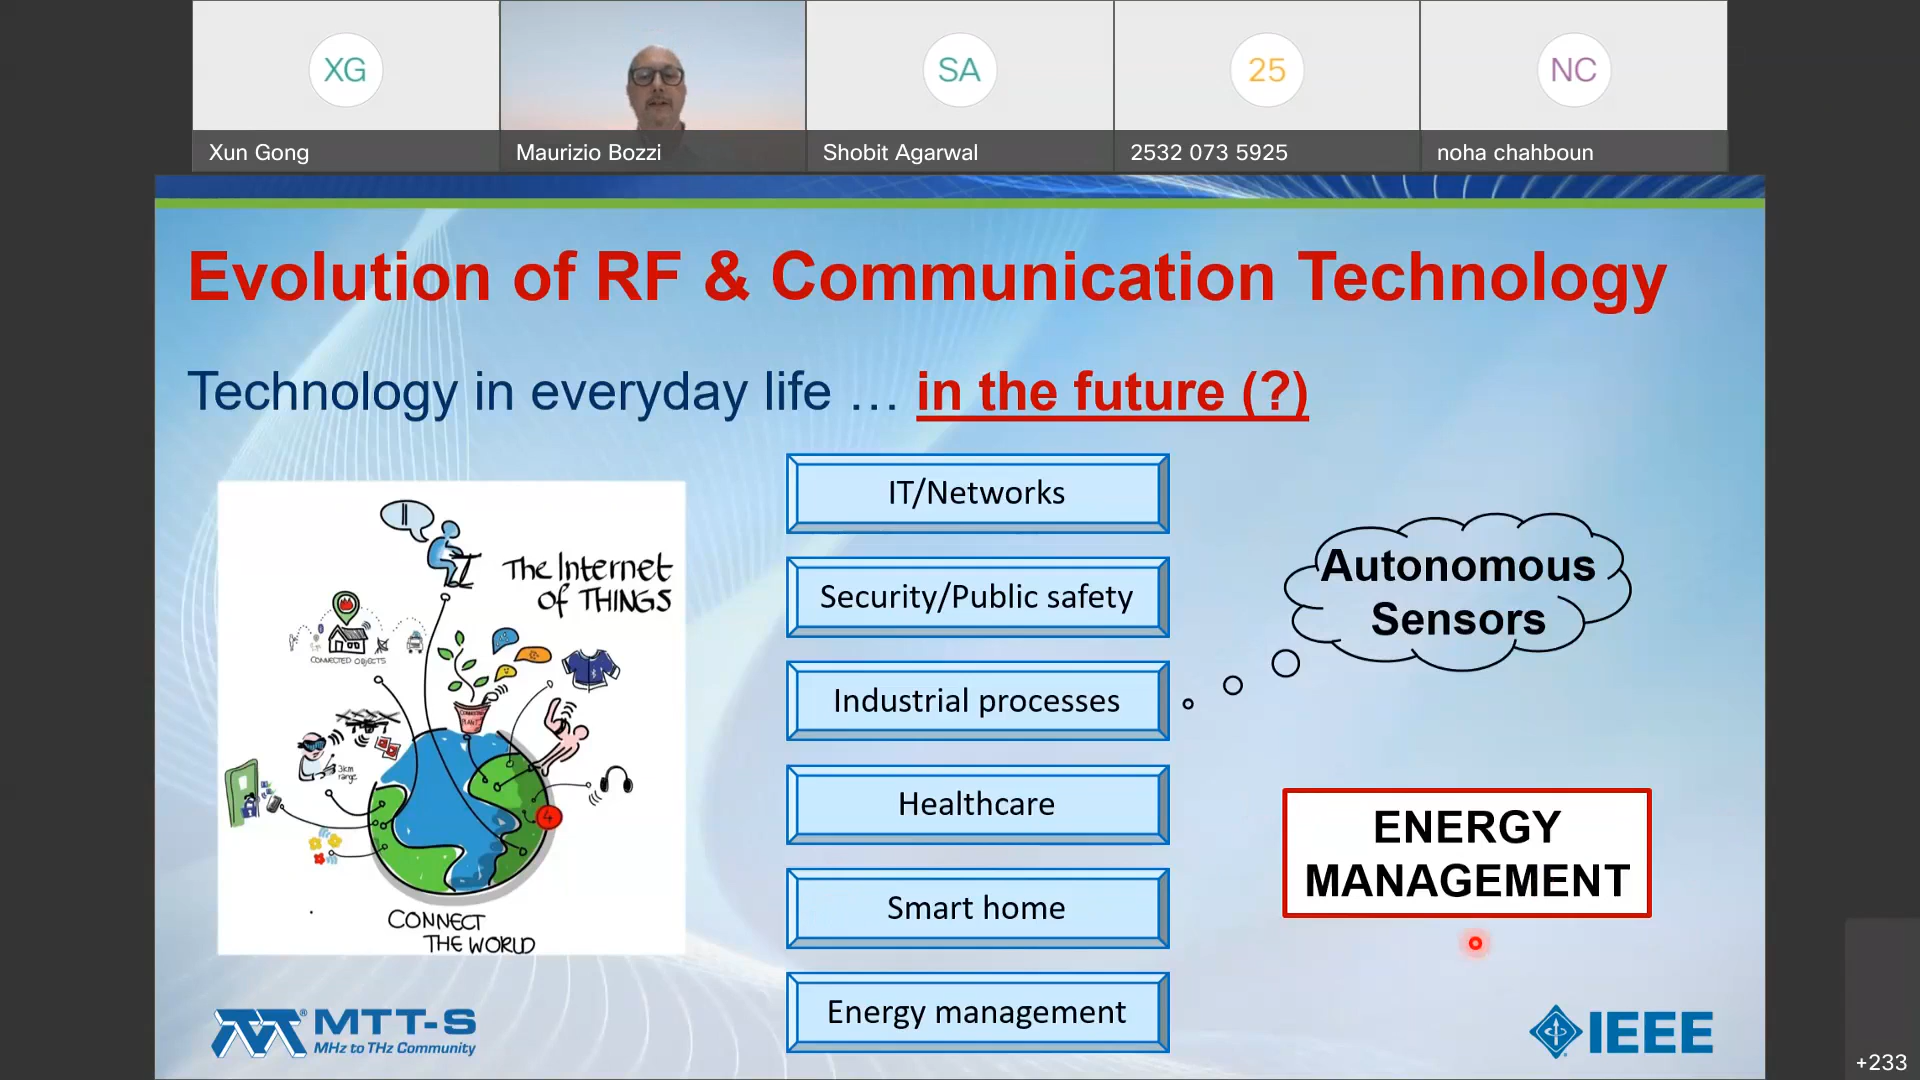 XG
SA
25
NC
Xun Gong
Maurizio Bozzi
Shobit Agarwal
2532 073 5925
noha chahboun
Evolution of RF & Communication Technology
Technology in everyday life … in the future (?)
The Internet
of THINGS
CONNECTED OBJECTS
3km
range
4
CONNECT
THE WORLD
IT/Networks
Security/Public safety
Industrial processes
Healthcare
Smart home
Energy management
Autonomous
Sensors
ENERGY
MANAGEMENT
MTT-S
MHz to THz Community
IEEE
+233